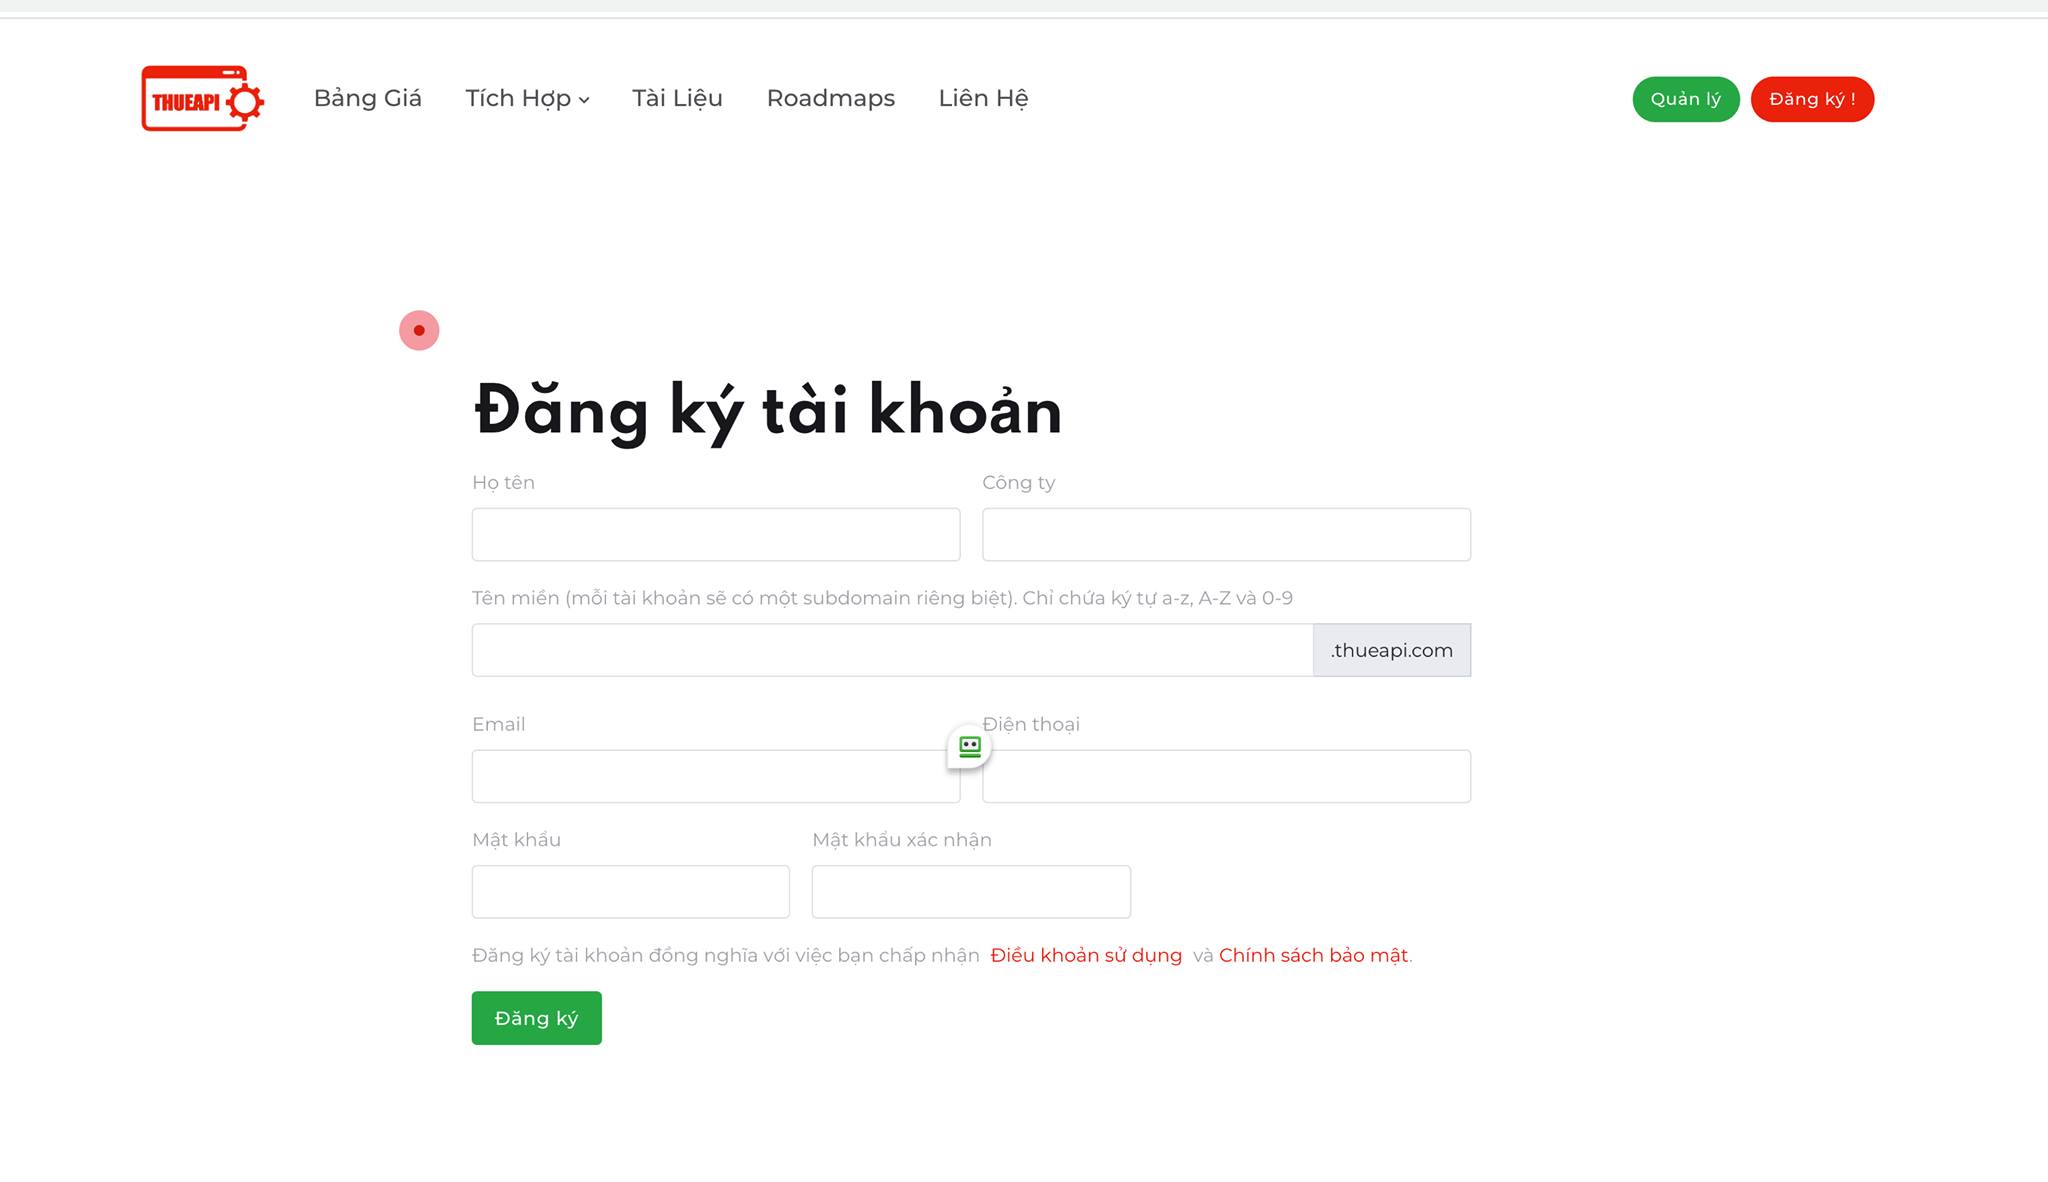 THUEAPI
Bảng Giá
Tích Hợp
Tài Liệu
Roadmaps
Liên Hệ
Quản lý
Đăng ký !
Đăng ký tài khoản
Họ tên
Công ty
Tên miền (mỗi tài khoản sẽ có một subdomain riêng biệt). Chỉ chứa ký tự a-z, A-Z và 0-9
.thueapi.com
Email
Điện thoại
Mật khẩu
Mật khẩu xác nhận
Đăng ký tài khoản đồng nghĩa với việc bạn chấp nhận Điều khoản sử dụng và Chính sách bảo mật.
Đăng ký